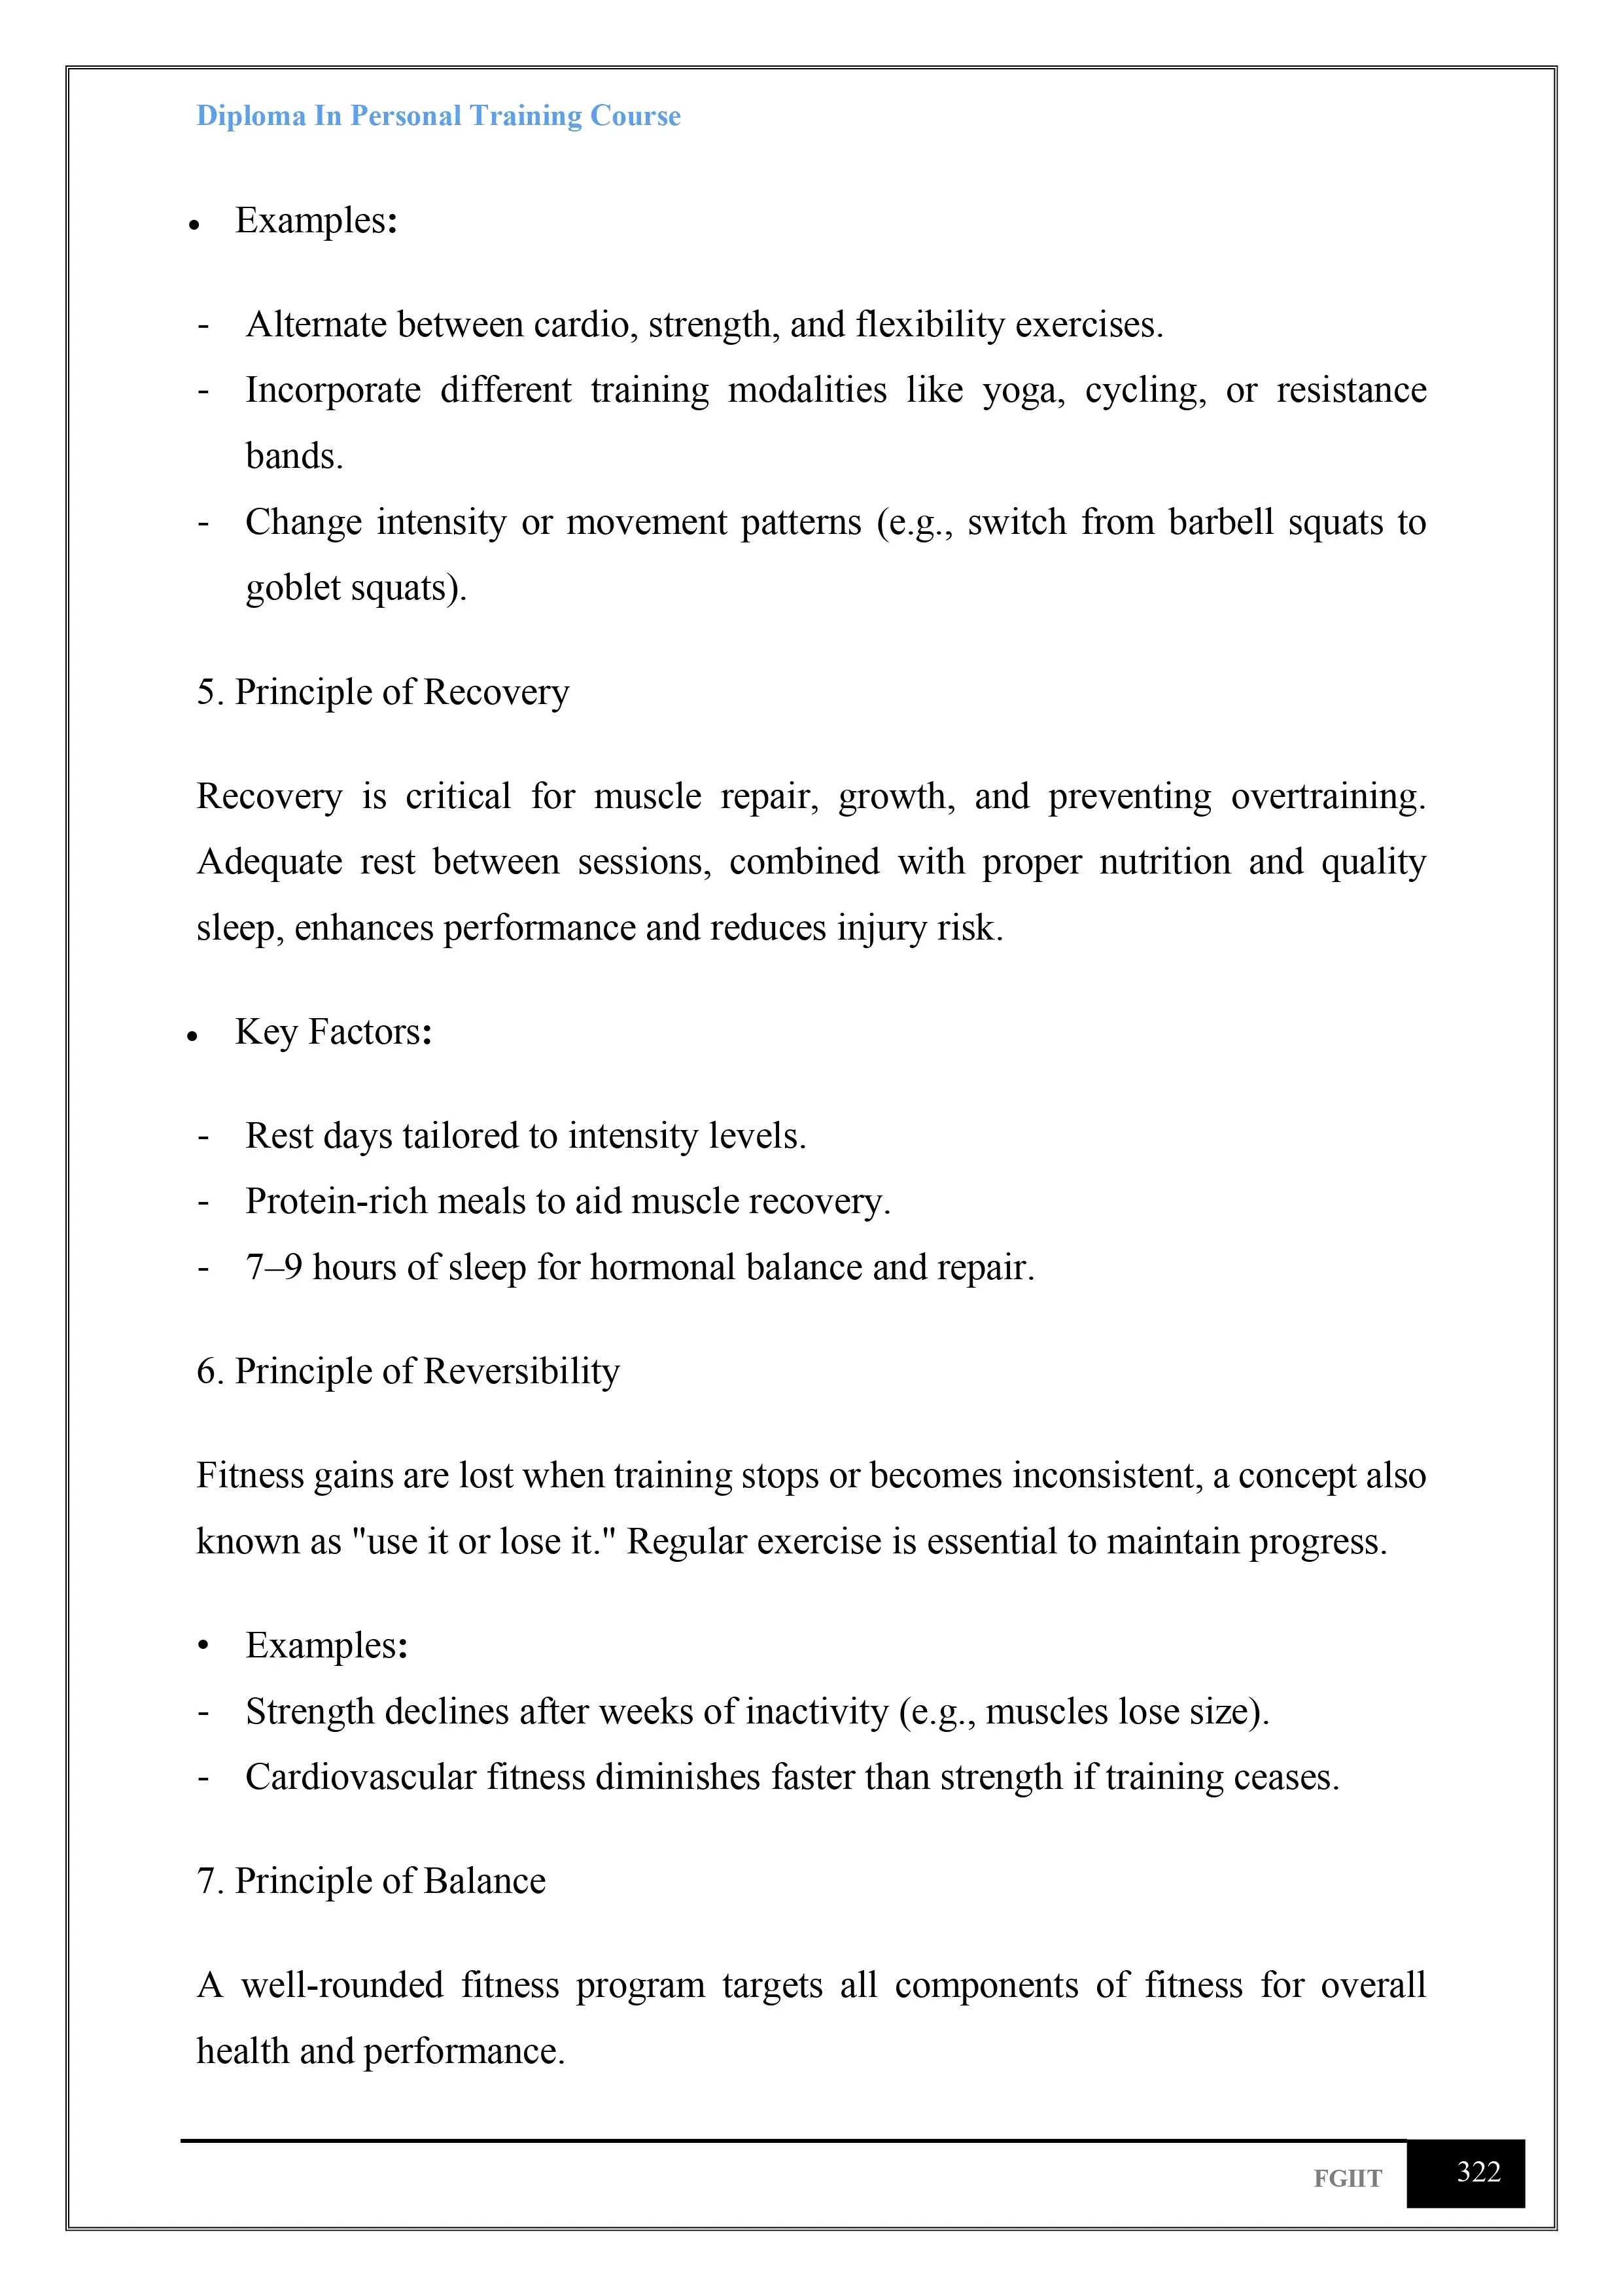 Diploma In Personal Training Course
• Examples:
- Alternate between cardio, strength, and flexibility exercises.
- Incorporate different training modalities like yoga, cycling, or resistance
bands.
- Change intensity or movement patterns (e.g., switch from barbell squats to
goblet squats).
5. Principle of Recovery
Recovery is critical for muscle repair, growth, and preventing overtraining.
Adequate rest between sessions, combined with proper nutrition and quality
sleep, enhances performance and reduces injury risk.
• Key Factors:
- Rest days tailored to intensity levels.
- Protein-rich meals to aid muscle recovery.
- 7–9 hours of sleep for hormonal balance and repair.
6. Principle of Reversibility
Fitness gains are lost when training stops or becomes inconsistent, a concept also
known as "use it or lose it." Regular exercise is essential to maintain progress.
• Examples:
- Strength declines after weeks of inactivity (e.g., muscles lose size).
- Cardiovascular fitness diminishes faster than strength if training ceases.
7. Principle of Balance
A well-rounded fitness program targets all components of fitness for overall
health and performance.
FGIIT 322